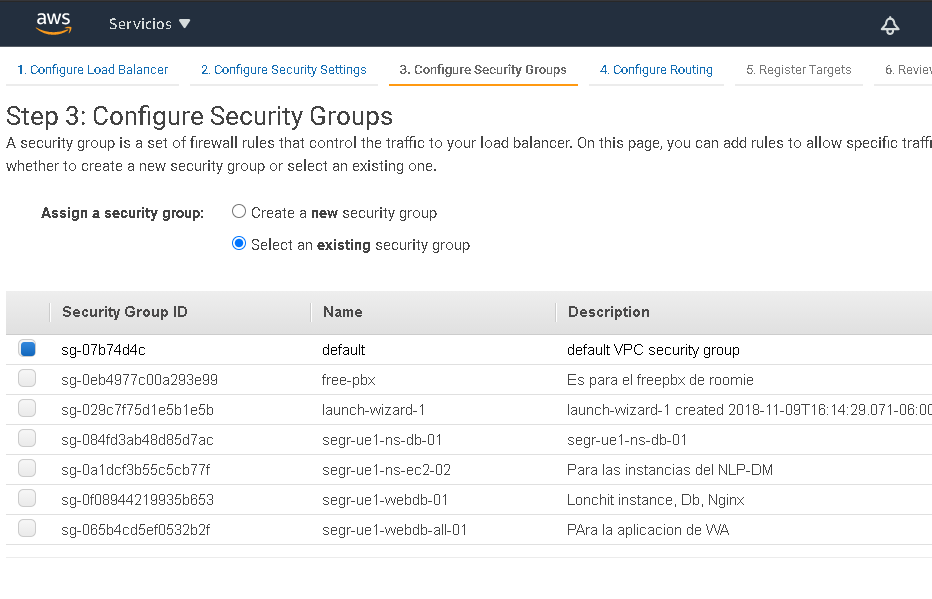 aws Servicios
1. Configure Load Balancer 2. Configure Security Settings 3. Configure Security Groups 4. Configure Routing 5. Register Targets 6. Review
Step 3: Configure Security Groups
A security group is a set of firewall rules that control the traffic to your load balancer. On this page, you can add rules to allow specific traffi
whether to create a new security group or select an existing one.
Assign a security group: Create a new security group
Select an existing security group
Security Group ID Name Description
sg-07b74d4c default default VPC security group
sg-0eb4977c00a293e99 free-pbx Es para el freepbx de roomie
sg-029c7f75d1e5b1e5b launch-wizard-1 launch-wizard-1 created 2018-11-09T16:14:29.071-06:00
sg-084fd3ab48d85d7ac segr-ue1-ns-db-01 segr-ue1-ns-db-01
sg-0a1dcf3b55c5cb77f segr-ue1-ns-ec2-02 Para las instancias del NLP-DM
sg-0f08944219935b653 segr-ue1-webdb-01 Lonchit instance, Db, Nginx
sg-065b4cd5ef0532b2f segr-ue1-webdb-all-01 PAra la aplicacion de VVA